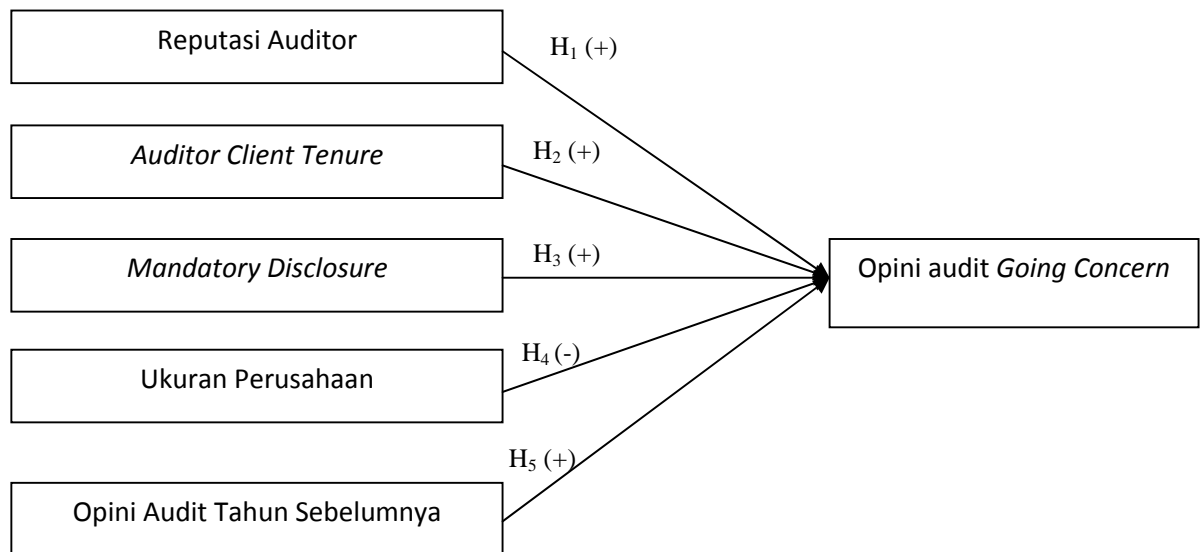 Reputasi Auditor
H₁ (+)
Auditor Client Tenure
H₂ (+)
Mandatory Disclosure
H₃ (+)
Opini audit Going Concern
Ukuran Perusahaan
H₄ (-)
Opini Audit Tahun Sebelumnya
H₅ (+)